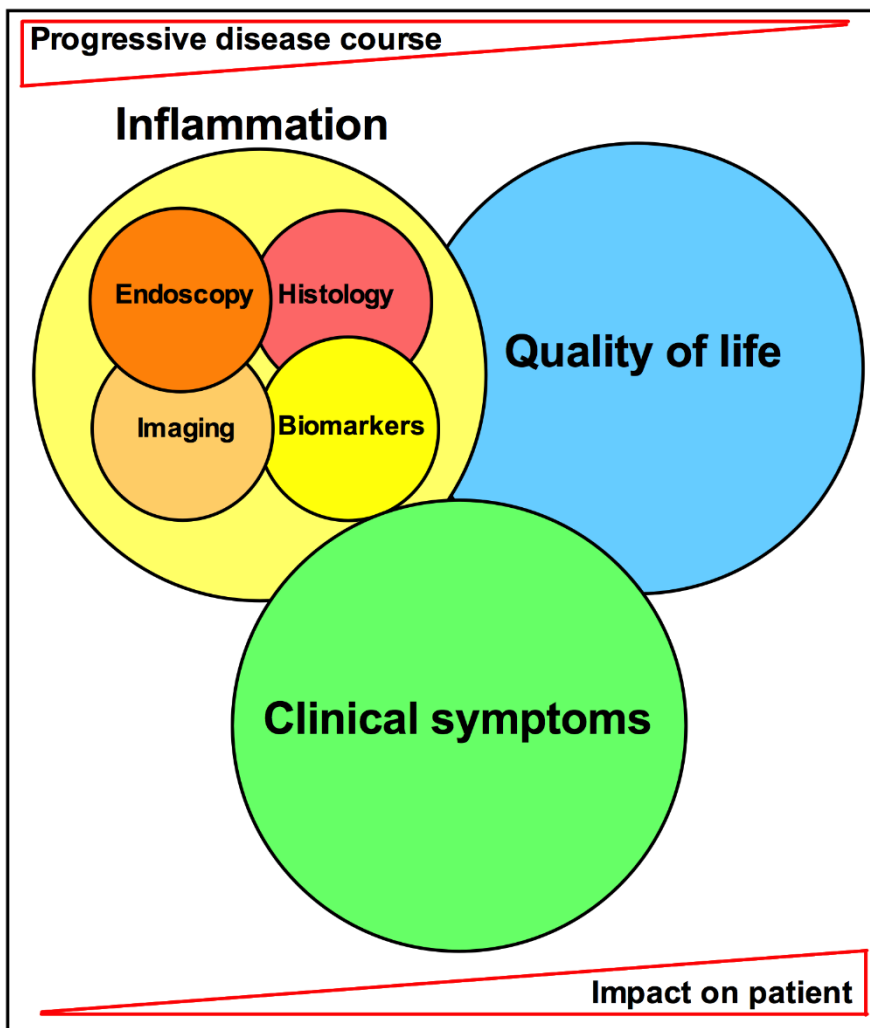 Progressive disease course
Inflammation
Endoscopy
Histology
Quality of life
Imaging
Biomarkers
Clinical symptoms
Impact on patient